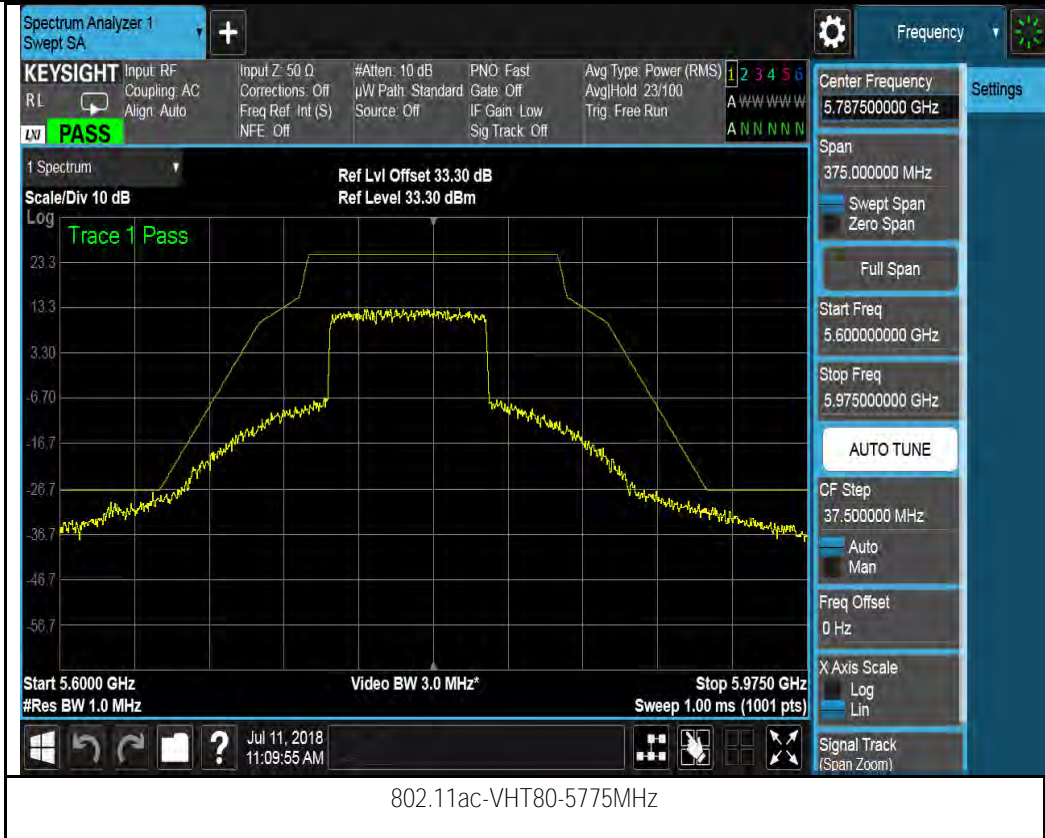 Spectrum Analyzer 1
Swept SA
+
Frequency
KEYSIGHT
R L
LXI PASS
Input: RF
Coupling: AC
Align: Auto
Input Z: 50 Ω
Corrections: Off
Freq Ref: Int (S)
NFE: Off
#Atten: 10 dB
µW Path: Standard
Source: Off
PNO: Fast
Gate: Off
IF Gain: Low
Sig Track: Off
Avg Type: Power (RMS)
Avg|Hold: 23/100
Trig: Free Run
1 2 3 4 5 6
A W W W W W
A N N N N N
1 Spectrum
Scale/Div 10 dB
Ref Lvl Offset 33.30 dB
Ref Level 33.30 dBm
Log
Trace 1 Pass
23.3
13.3
3.30
-6.70
-16.7
-26.7
-36.7
-46.7
-56.7
Start 5.6000 GHz
#Res BW 1.0 MHz
Video BW 3.0 MHz*
Stop 5.9750 GHz
Sweep 1.00 ms (1001 pts)
?
Jul 11, 2018
11:09:55 AM
Center Frequency
5.787500000 GHz
Settings
Span
375.000000 MHz
Swept Span
Zero Span
Full Span
Start Freq
5.600000000 GHz
Stop Freq
5.975000000 GHz
AUTO TUNE
CF Step
37.500000 MHz
Auto
Man
Freq Offset
0 Hz
X Axis Scale
Log
Lin
Signal Track
(Span Zoom)
802.11ac-VHT80-5775MHz